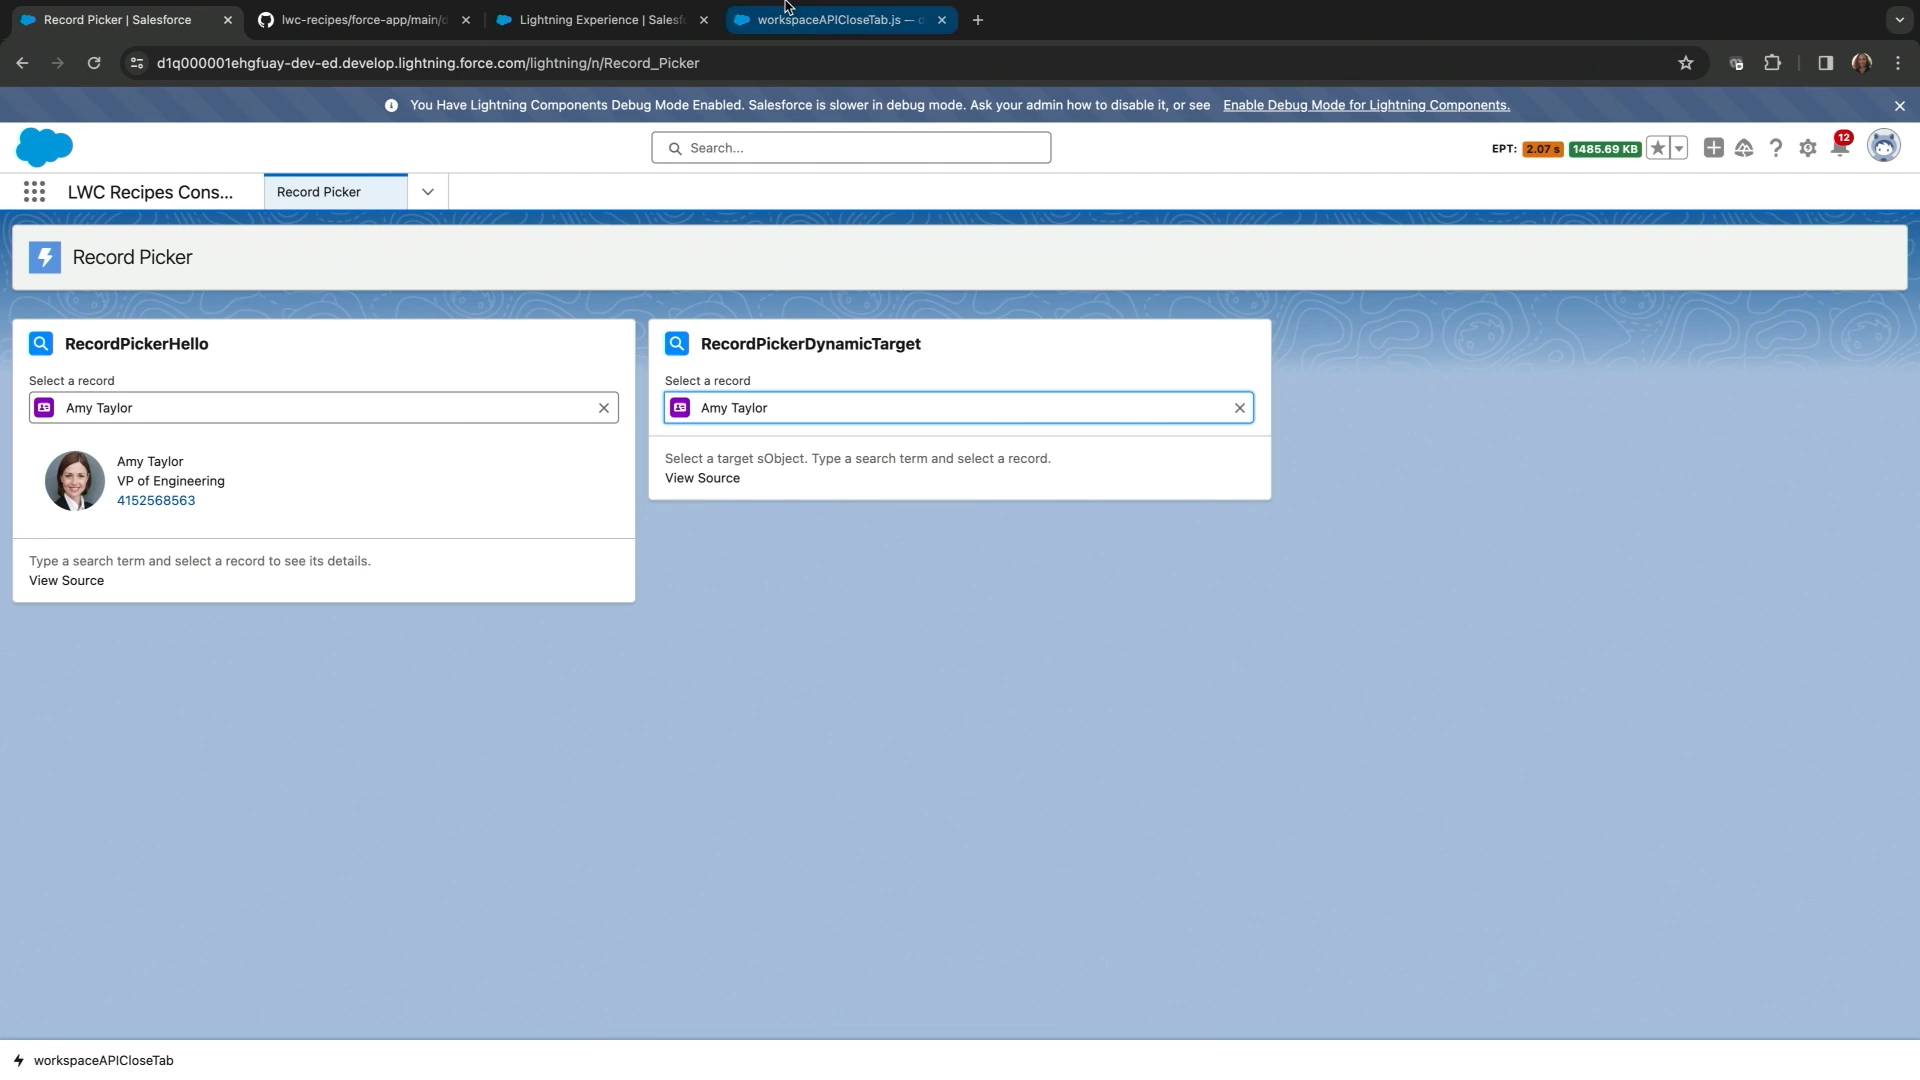 Record Picker | Salesforce
lwc-recipes/force-app/main/d
Lightning Experience | Salesf
workspaceAPICloseTab.js — c
d1q000001ehgfuay-dev-ed.develop.lightning.force.com/lightning/n/Record_Picker
You Have Lightning Components Debug Mode Enabled. Salesforce is slower in debug mode. Ask your admin how to disable it, or see Enable Debug Mode for Lightning Components.
Search...
EPT: 2.07 s 1485.69 KB
12
LWC Recipes Cons...
Record Picker
Record Picker
RecordPickerHello
Select a record
Amy Taylor
Amy Taylor
VP of Engineering
4152568563
Type a search term and select a record to see its details.
View Source
RecordPickerDynamicTarget
Select a record
Amy Taylor
Select a target sObject. Type a search term and select a record.
View Source
workspaceAPICloseTab